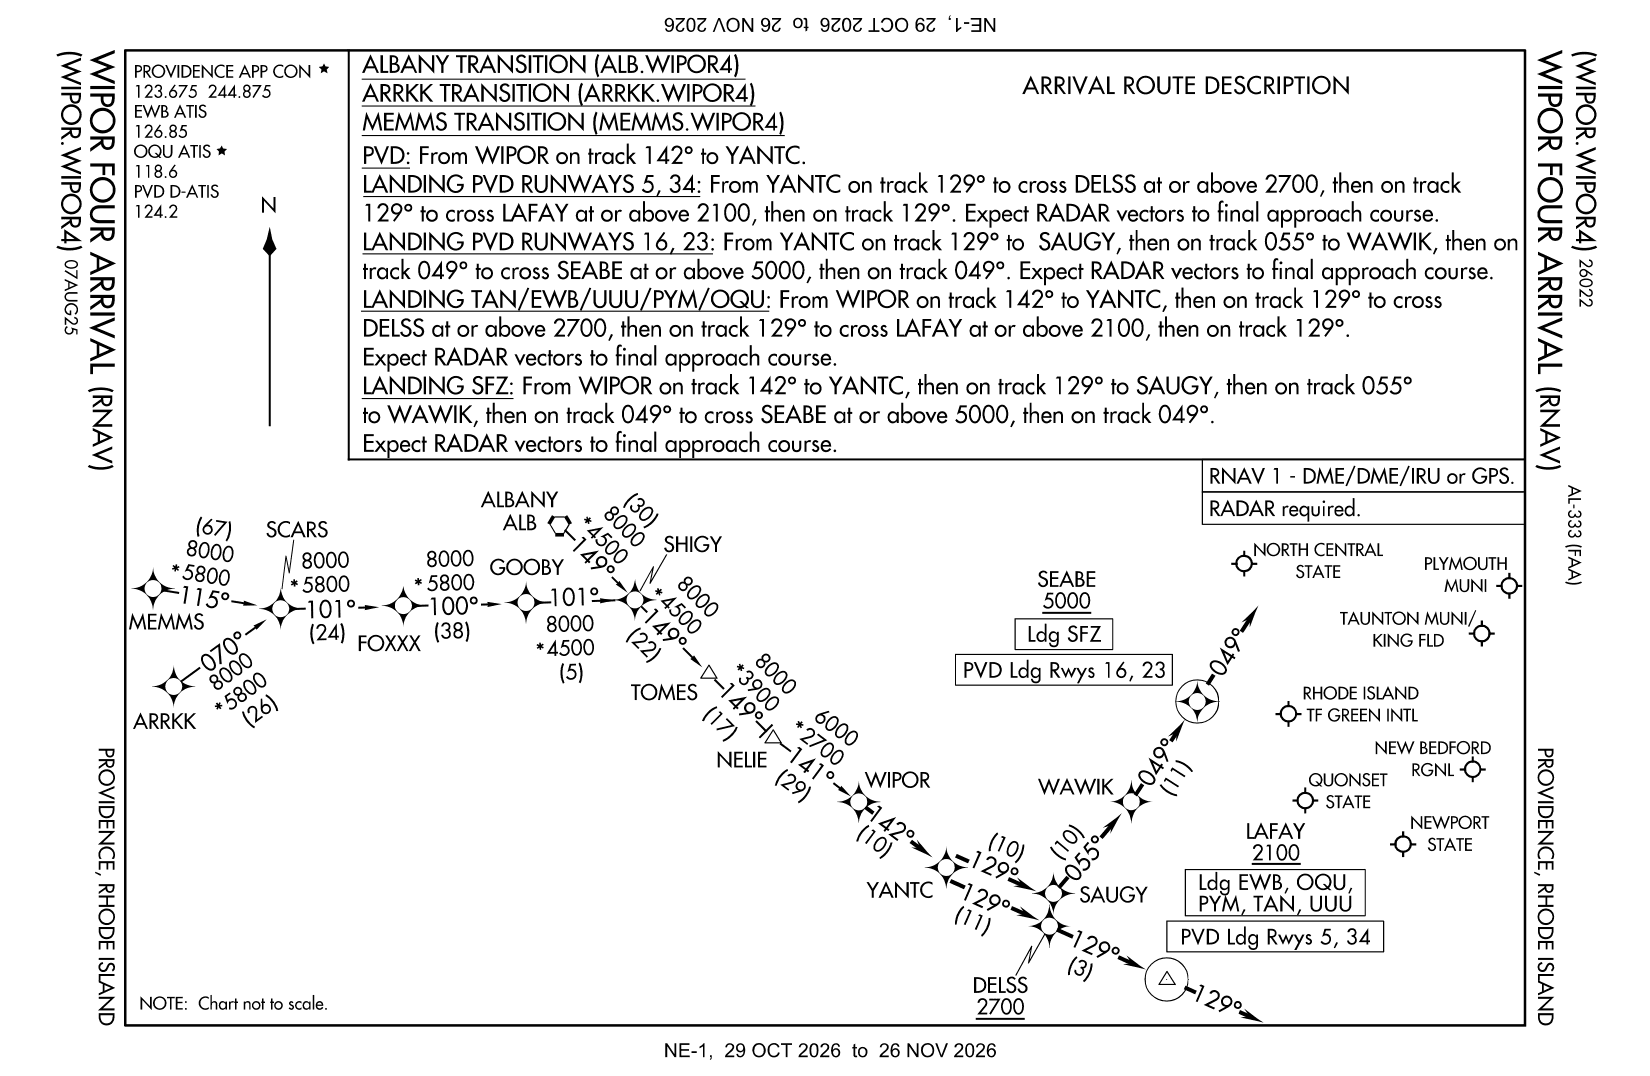 NE-1, 29 OCT 2026 to 26 NOV 2026
WIPOR FOUR ARRIVAL (RNAV)
(WIPOR.WIPOR4) 07AUG25
PROVIDENCE, RHODE ISLAND
PROVIDENCE APP CON ★
123.675 244.875
EWB ATIS
126.85
OQU ATIS ★
118.6
PVD D-ATIS
124.2
N
ALBANY TRANSITION (ALB.WIPOR4)
ARRKK TRANSITION (ARRKK.WIPOR4)
MEMMS TRANSITION (MEMMS.WIPOR4)
ARRIVAL ROUTE DESCRIPTION
PVD: From WIPOR on track 142° to YANTC.
LANDING PVD RUNWAYS 5, 34: From YANTC on track 129° to cross DELSS at or above 2700, then on track
129° to cross LAFAY at or above 2100, then on track 129°. Expect RADAR vectors to final approach course.
LANDING PVD RUNWAYS 16, 23: From YANTC on track 129° to SAUGY, then on track 055° to WAWIK, then on
track 049° to cross SEABE at or above 5000, then on track 049°. Expect RADAR vectors to final approach course.
LANDING TAN/EWB/UUU/PYM/OQU: From WIPOR on track 142° to YANTC, then on track 129° to cross
DELSS at or above 2700, then on track 129° to cross LAFAY at or above 2100, then on track 129°.
Expect RADAR vectors to final approach course.
LANDING SFZ: From WIPOR on track 142° to YANTC, then on track 129° to SAUGY, then on track 055°
to WAWIK, then on track 049° to cross SEABE at or above 5000, then on track 049°.
Expect RADAR vectors to final approach course.
RNAV 1 - DME/DME/IRU or GPS.
RADAR required.
(67)
8000
*5800
115°
MEMMS
SCARS
070°
8000
*5800
(26)
ARRKK
8000
*5800
101°
(24)
FOXXX
8000
*5800
100°
(38)
GOOBY
101°
8000
*4500
(5)
ALBANY
ALB
(30)
8000
*4500
149°
SHIGY
8000
*4500
149°
(22)
TOMES
8000
*3900
149°
(17)
NELIE
6000
*2700
141°
(29)
WIPOR
142°
(10)
YANTC
(10)
129°
129°
(11)
SAUGY
DELSS
2700
(10)
055°
WAWIK
049°
(11)
SEABE
5000
Ldg SFZ
PVD Ldg Rwys 16, 23
049°
129°
(3)
LAFAY
2100
Ldg EWB, OQU,
PYM, TAN, UUU
PVD Ldg Rwys 5, 34
129°
NORTH CENTRAL
STATE
PLYMOUTH
MUNI
TAUNTON MUNI/
KING FLD
RHODE ISLAND
TF GREEN INTL
NEW BEDFORD
RGNL
QUONSET
STATE
NEWPORT
STATE
NOTE: Chart not to scale.
WIPOR FOUR ARRIVAL (RNAV)
(WIPOR.WIPOR4) 26022
AL-333 (FAA)
PROVIDENCE, RHODE ISLAND
NE-1, 29 OCT 2026 to 26 NOV 2026